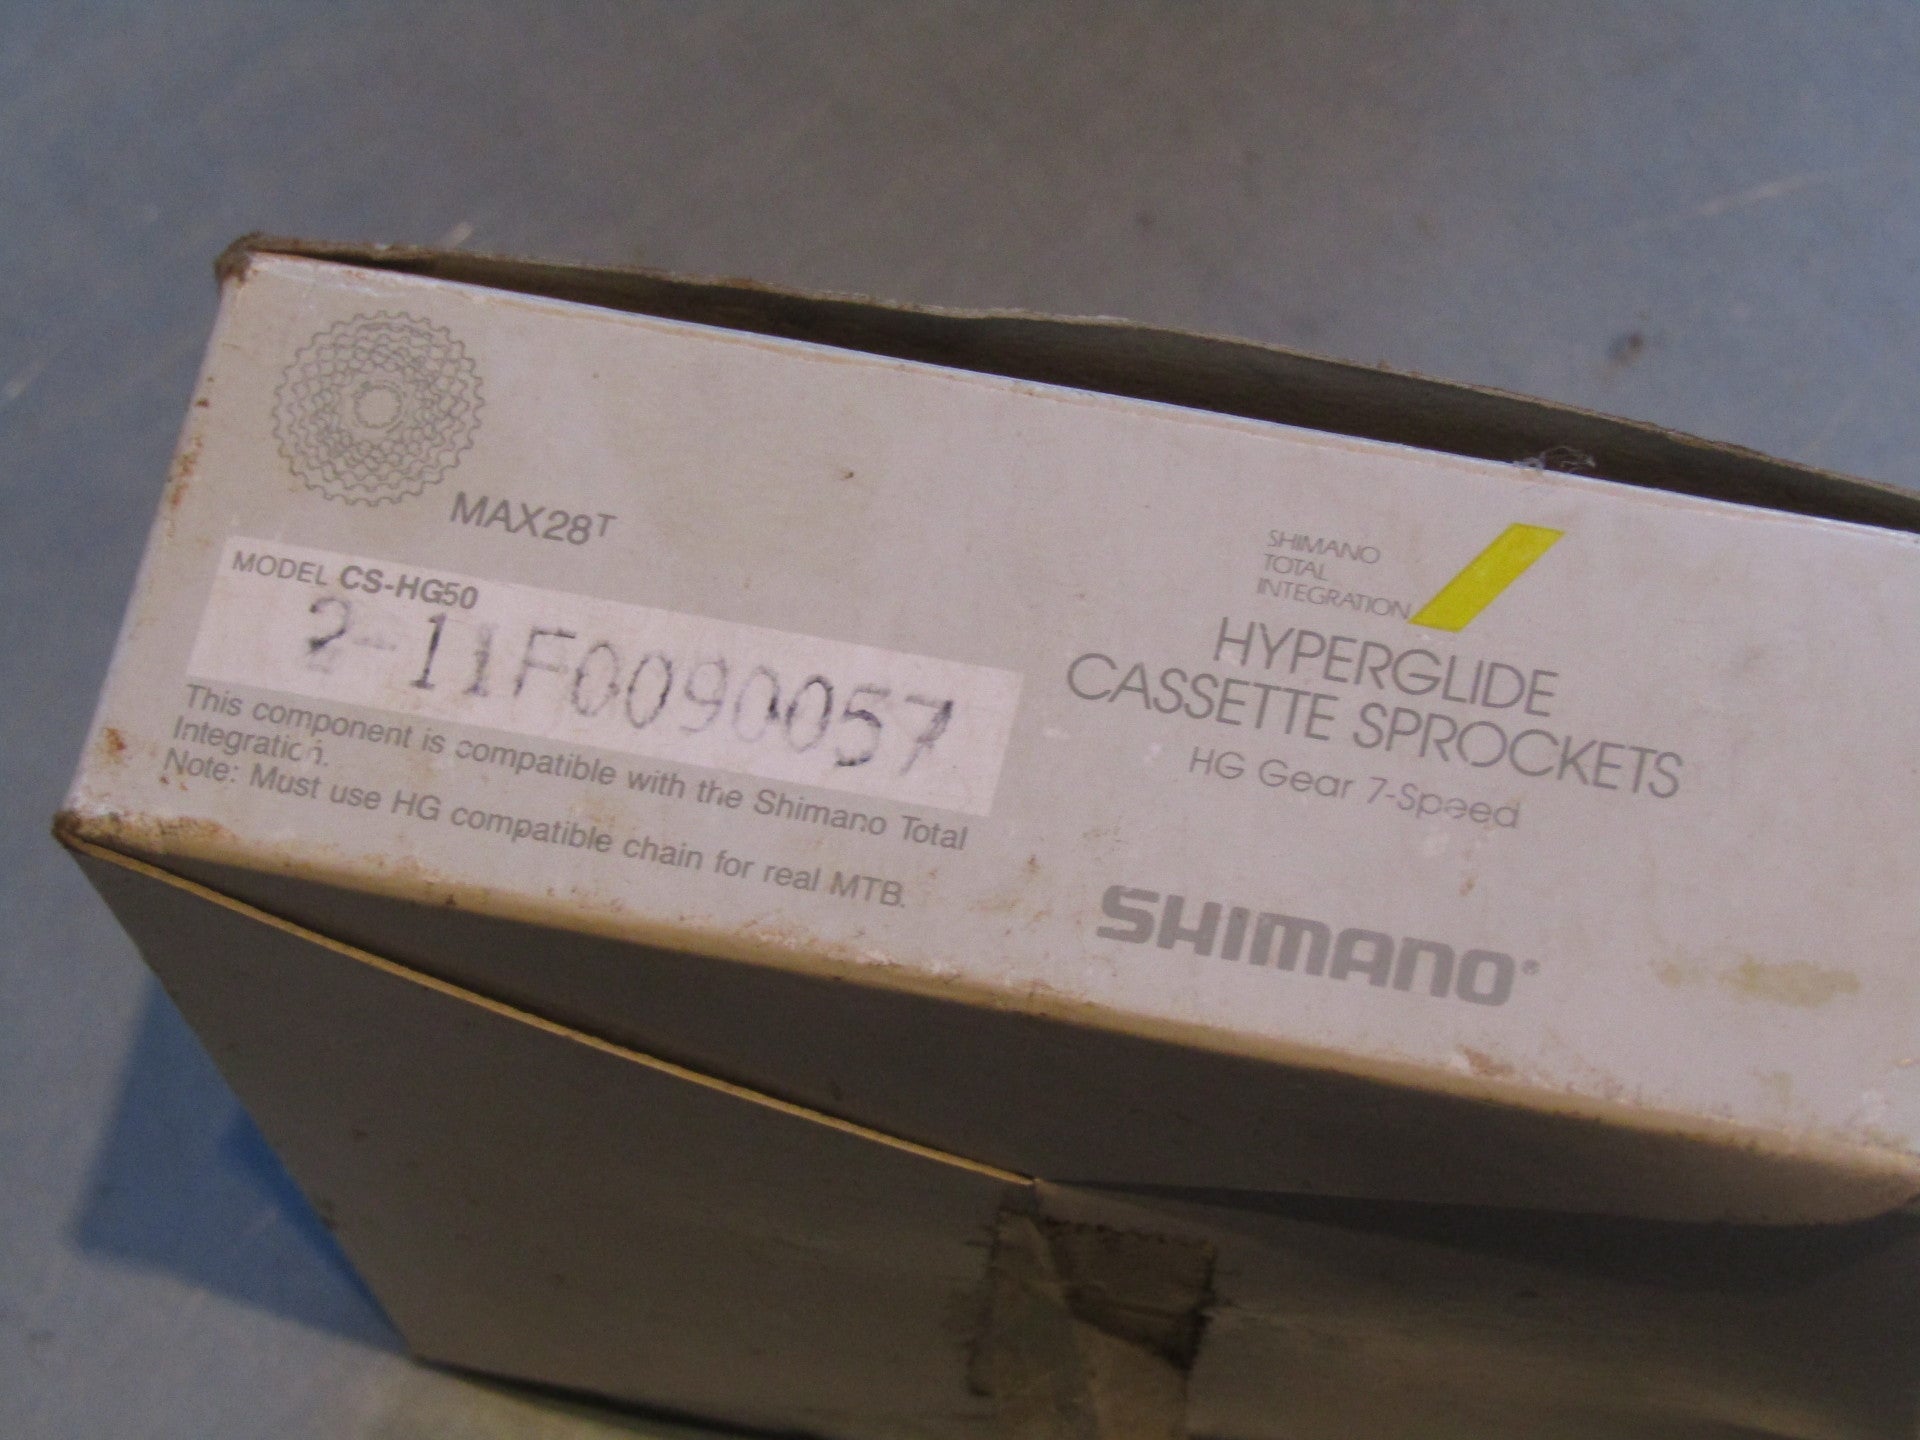 MAX28T
MODEL CS-HG50
2-11F0090057
This component is compatible with the Shimano Total
Integration.
Note: Must use HG compatible chain for real MTB.
SHIMANO
TOTAL
INTEGRATION
HYPERGLIDE
CASSETTE SPROCKETS
HG Gear 7-Speed
SHIMANO®